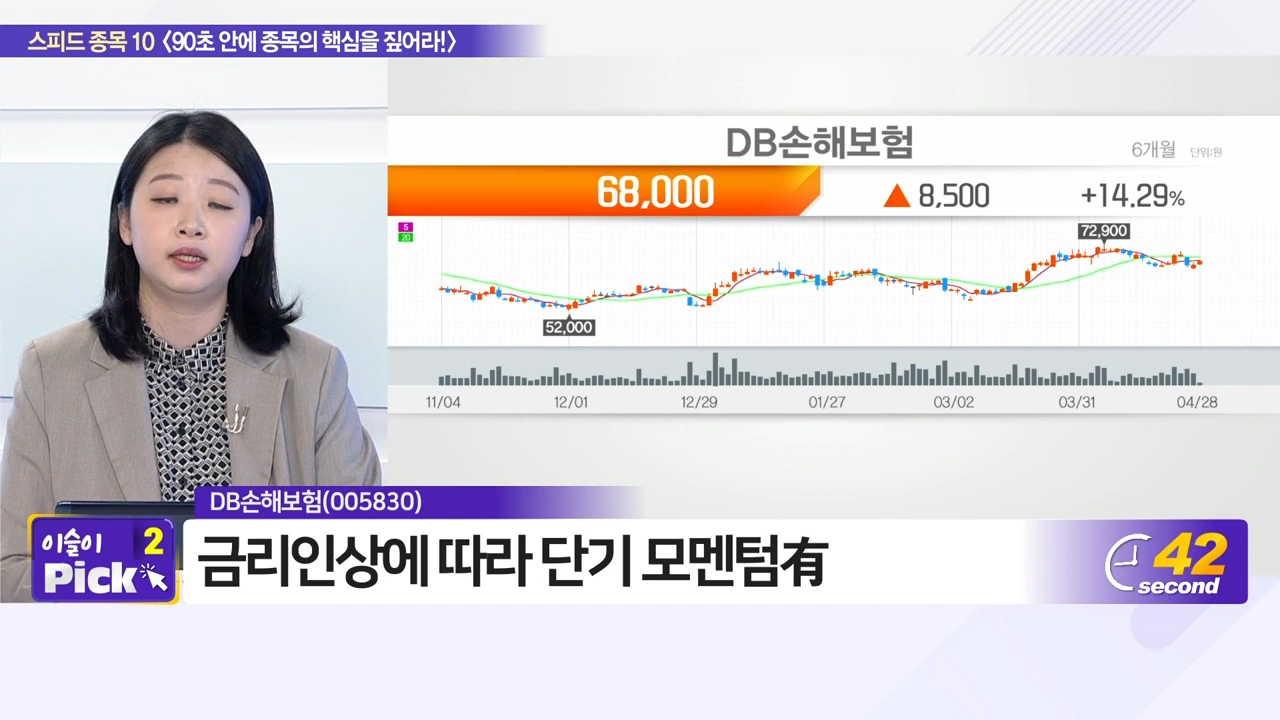 스피드 종목 10 <90초 안에 종목의 핵심을 짚어라!>
DB손해보험
6개월 단위:원
68,000 ▲ 8,500 +14.29%
5
20
72,900
52,000
11/04 12/01 12/29 01/27 03/02 03/31 04/28
DB손해보험(005830)
이슬이 2
Pick
금리인상에 따라 단기 모멘텀有
42
second